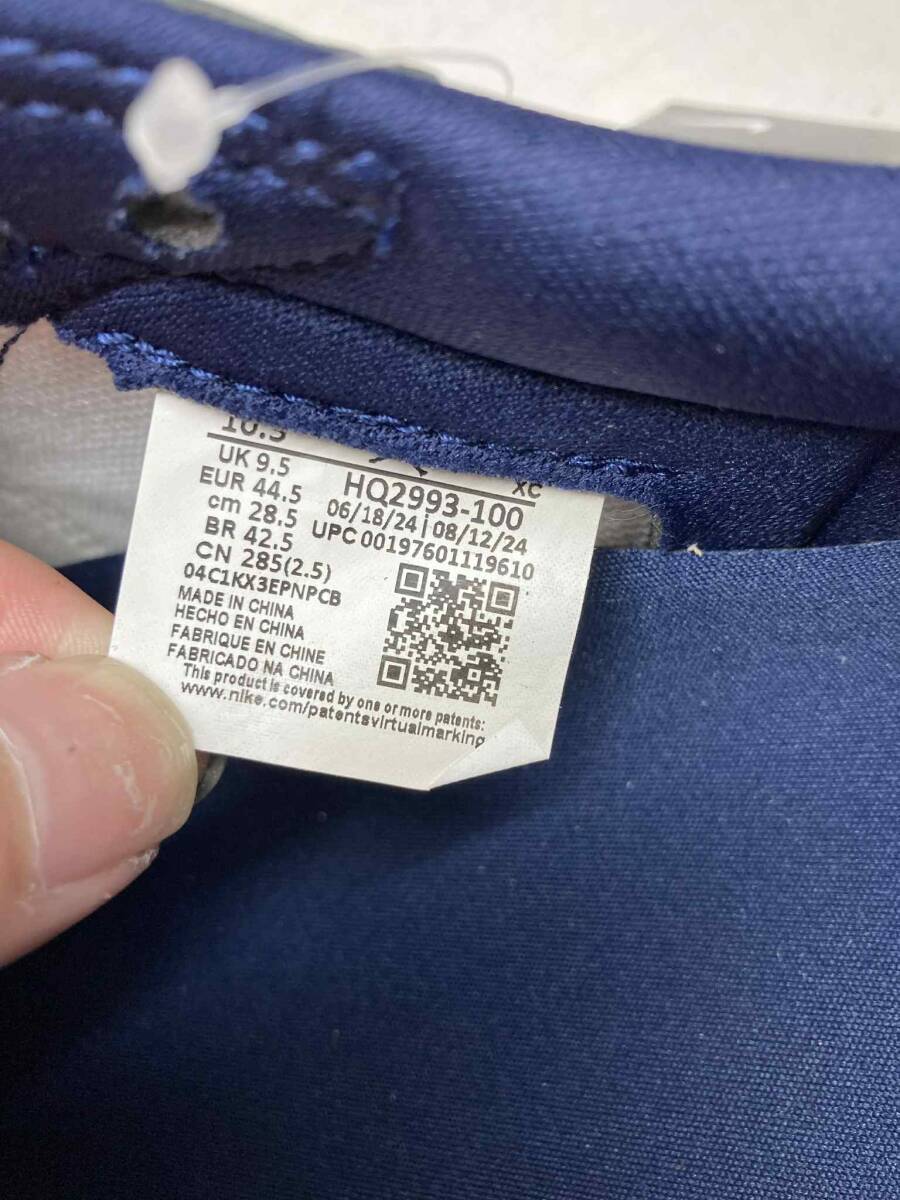 10.5
UK 9.5
EUR 44.5
cm 28.5
BR 42.5
CN 285(2.5)
XC
HQ2993-100
06/18/24 | 08/12/24
UPC 00197601119610
04C1KX3EPNPCB
MADE IN CHINA
HECHO EN CHINA
FABRIQUE EN CHINE
FABRICADO NA CHINA
This product is covered by one or more patents:
www.nike.com/patentsvirtualmarking